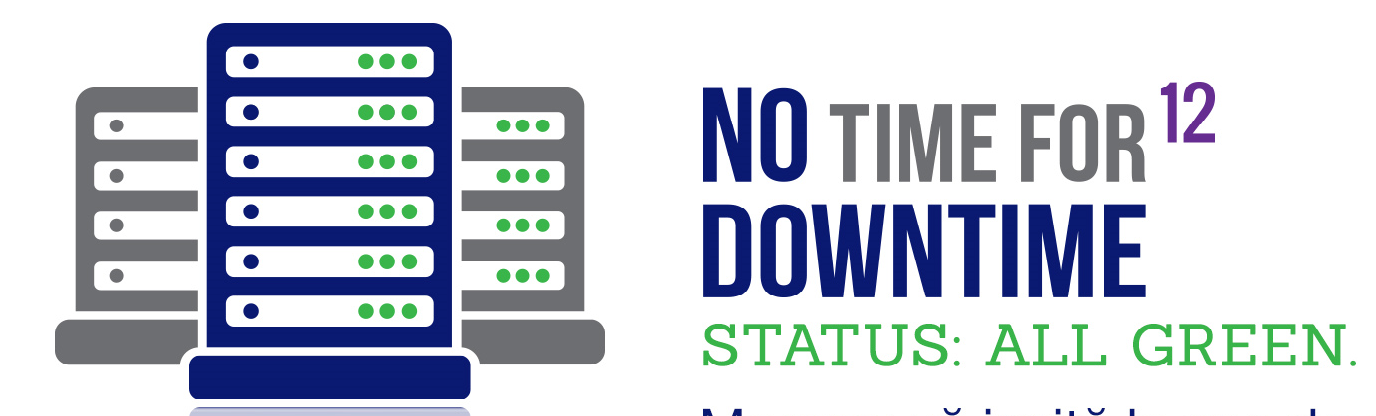 NO TIME FOR 12
DOWNTIME
STATUS: ALL GREEN.